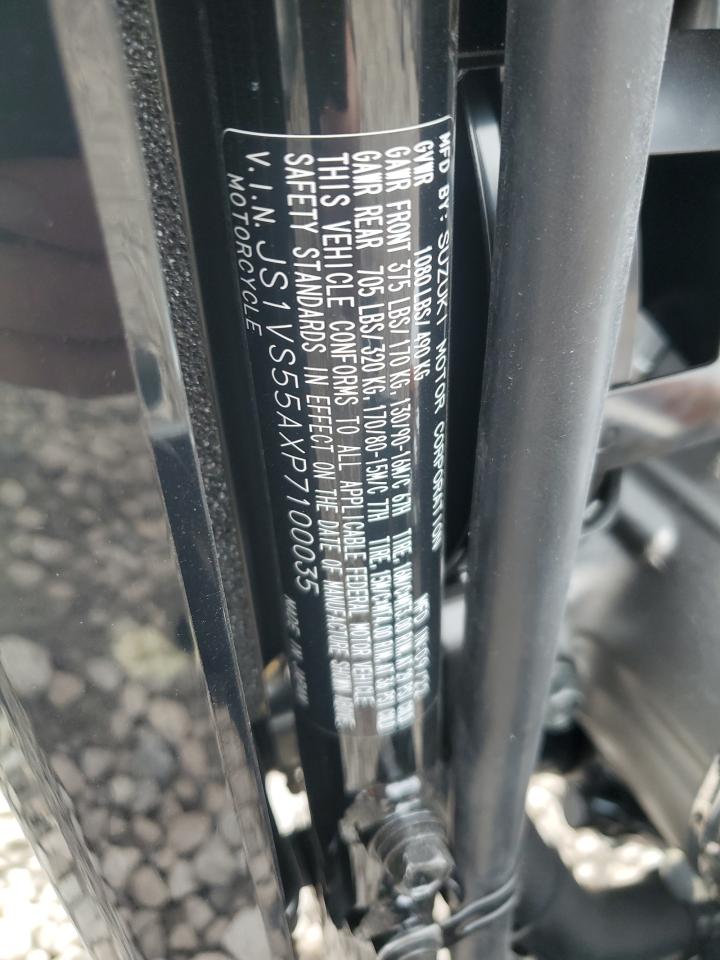 MFD BY: SUZUKI MOTOR CORPORATION
GVWR 1080 LBS/ 490 KG
GAWR FRONT 375 LBS/ 170 KG, 130/90-16M/C 67H TIRE,
GAWR REAR 705 LBS/ 320 KG, 170/80-15M/C 77H TIRE,
THIS VEHICLE CONFORMS TO ALL APPLICABLE FEDERAL MOTOR VEHICLE
SAFETY STANDARDS IN EFFECT ON THE DATE OF MANUFACTURE SHOWN ABOVE
V.I.N. JS1VS55AXP7100035
MOTORCYCLE MADE IN JAPAN